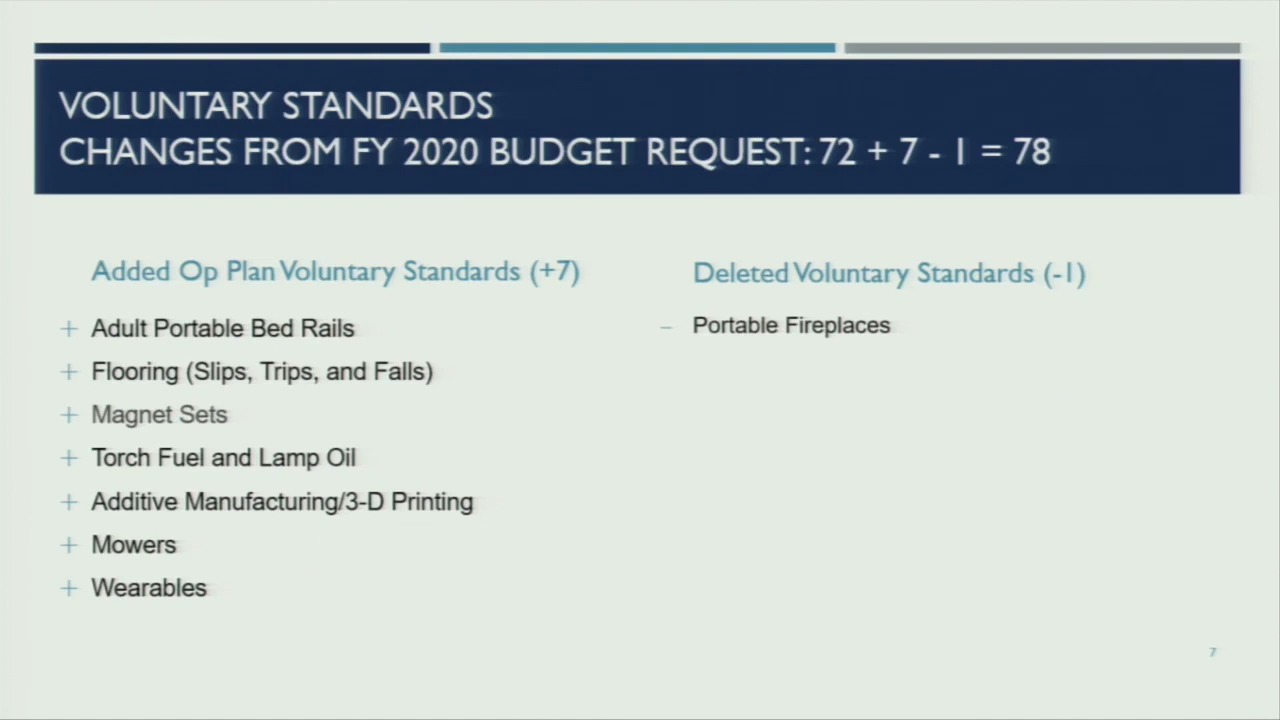 VOLUNTARY STANDARDS
CHANGES FROM FY 2020 BUDGET REQUEST: 72 + 7 - 1 = 78
Added Op Plan Voluntary Standards (+7)
+ Adult Portable Bed Rails
+ Flooring (Slips, Trips, and Falls)
+ Magnet Sets
+ Torch Fuel and Lamp Oil
+ Additive Manufacturing/3-D Printing
+ Mowers
+ Wearables
Deleted Voluntary Standards (-1)
– Portable Fireplaces
7